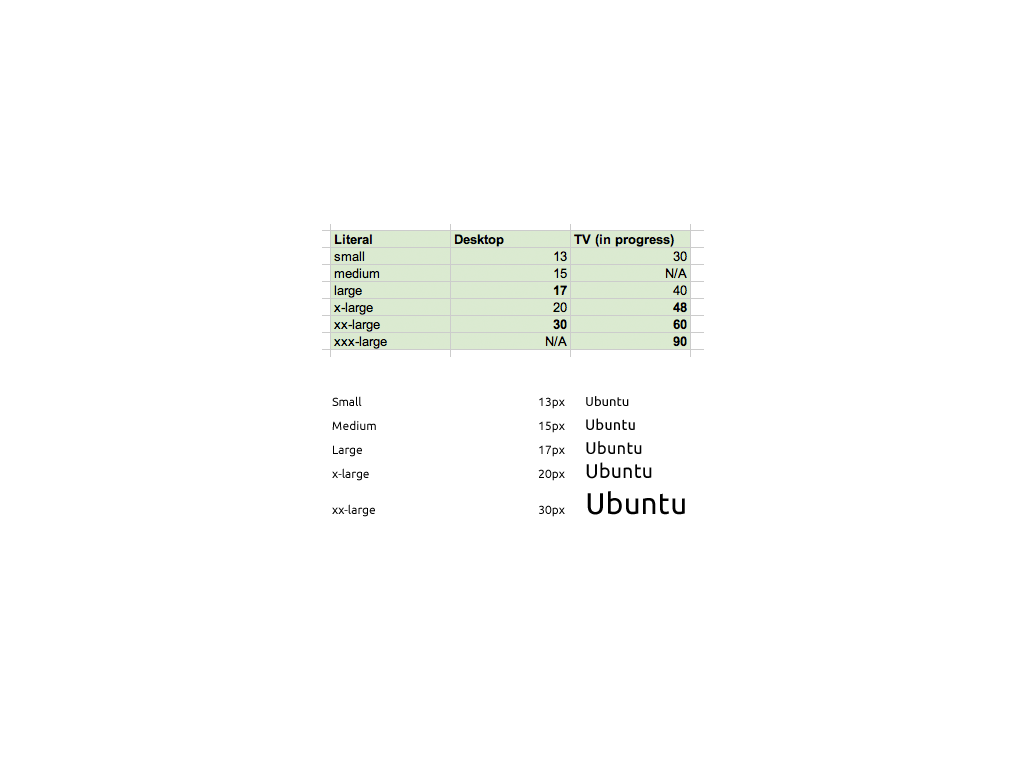 Literal Desktop TV (in progress)
small 13 30
medium 15 N/A
large 17 40
x-large 20 48
xx-large 30 60
xxx-large N/A 90
Small 13px Ubuntu
Medium 15px Ubuntu
Large 17px Ubuntu
x-large 20px Ubuntu
xx-large 30px Ubuntu